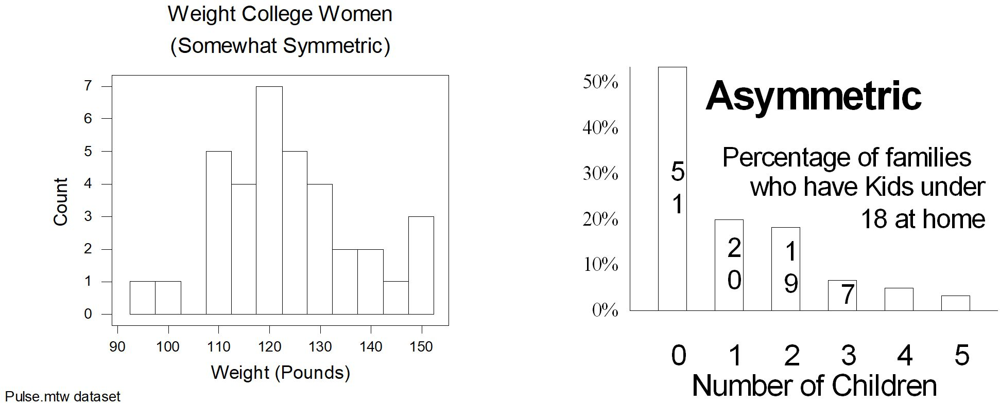 Weight College Women
(Somewhat Symmetric)
7
6
5
4
3
2
1
0
Count
90 100 110 120 130 140 150
Weight (Pounds)
Pulse.mtw dataset
50%
40%
30%
20%
10%
0%
Asymmetric
Percentage of families
who have Kids under
18 at home
5
1
2
0
1
9
7
0 1 2 3 4 5
Number of Children